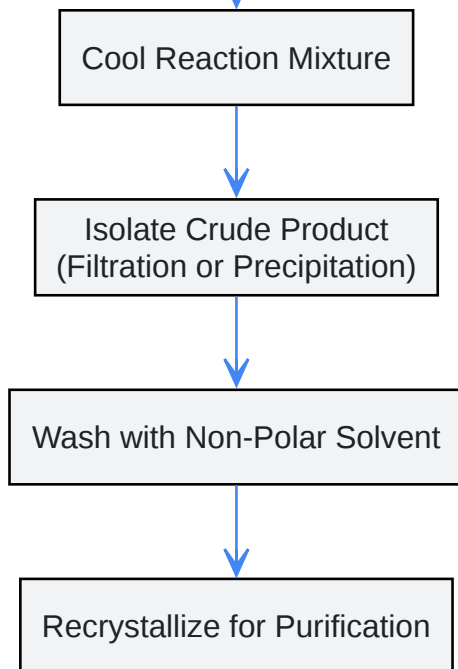 Cool Reaction Mixture
Isolate Crude Product
(Filtration or Precipitation)
Wash with Non-Polar Solvent
Recrystallize for Purification